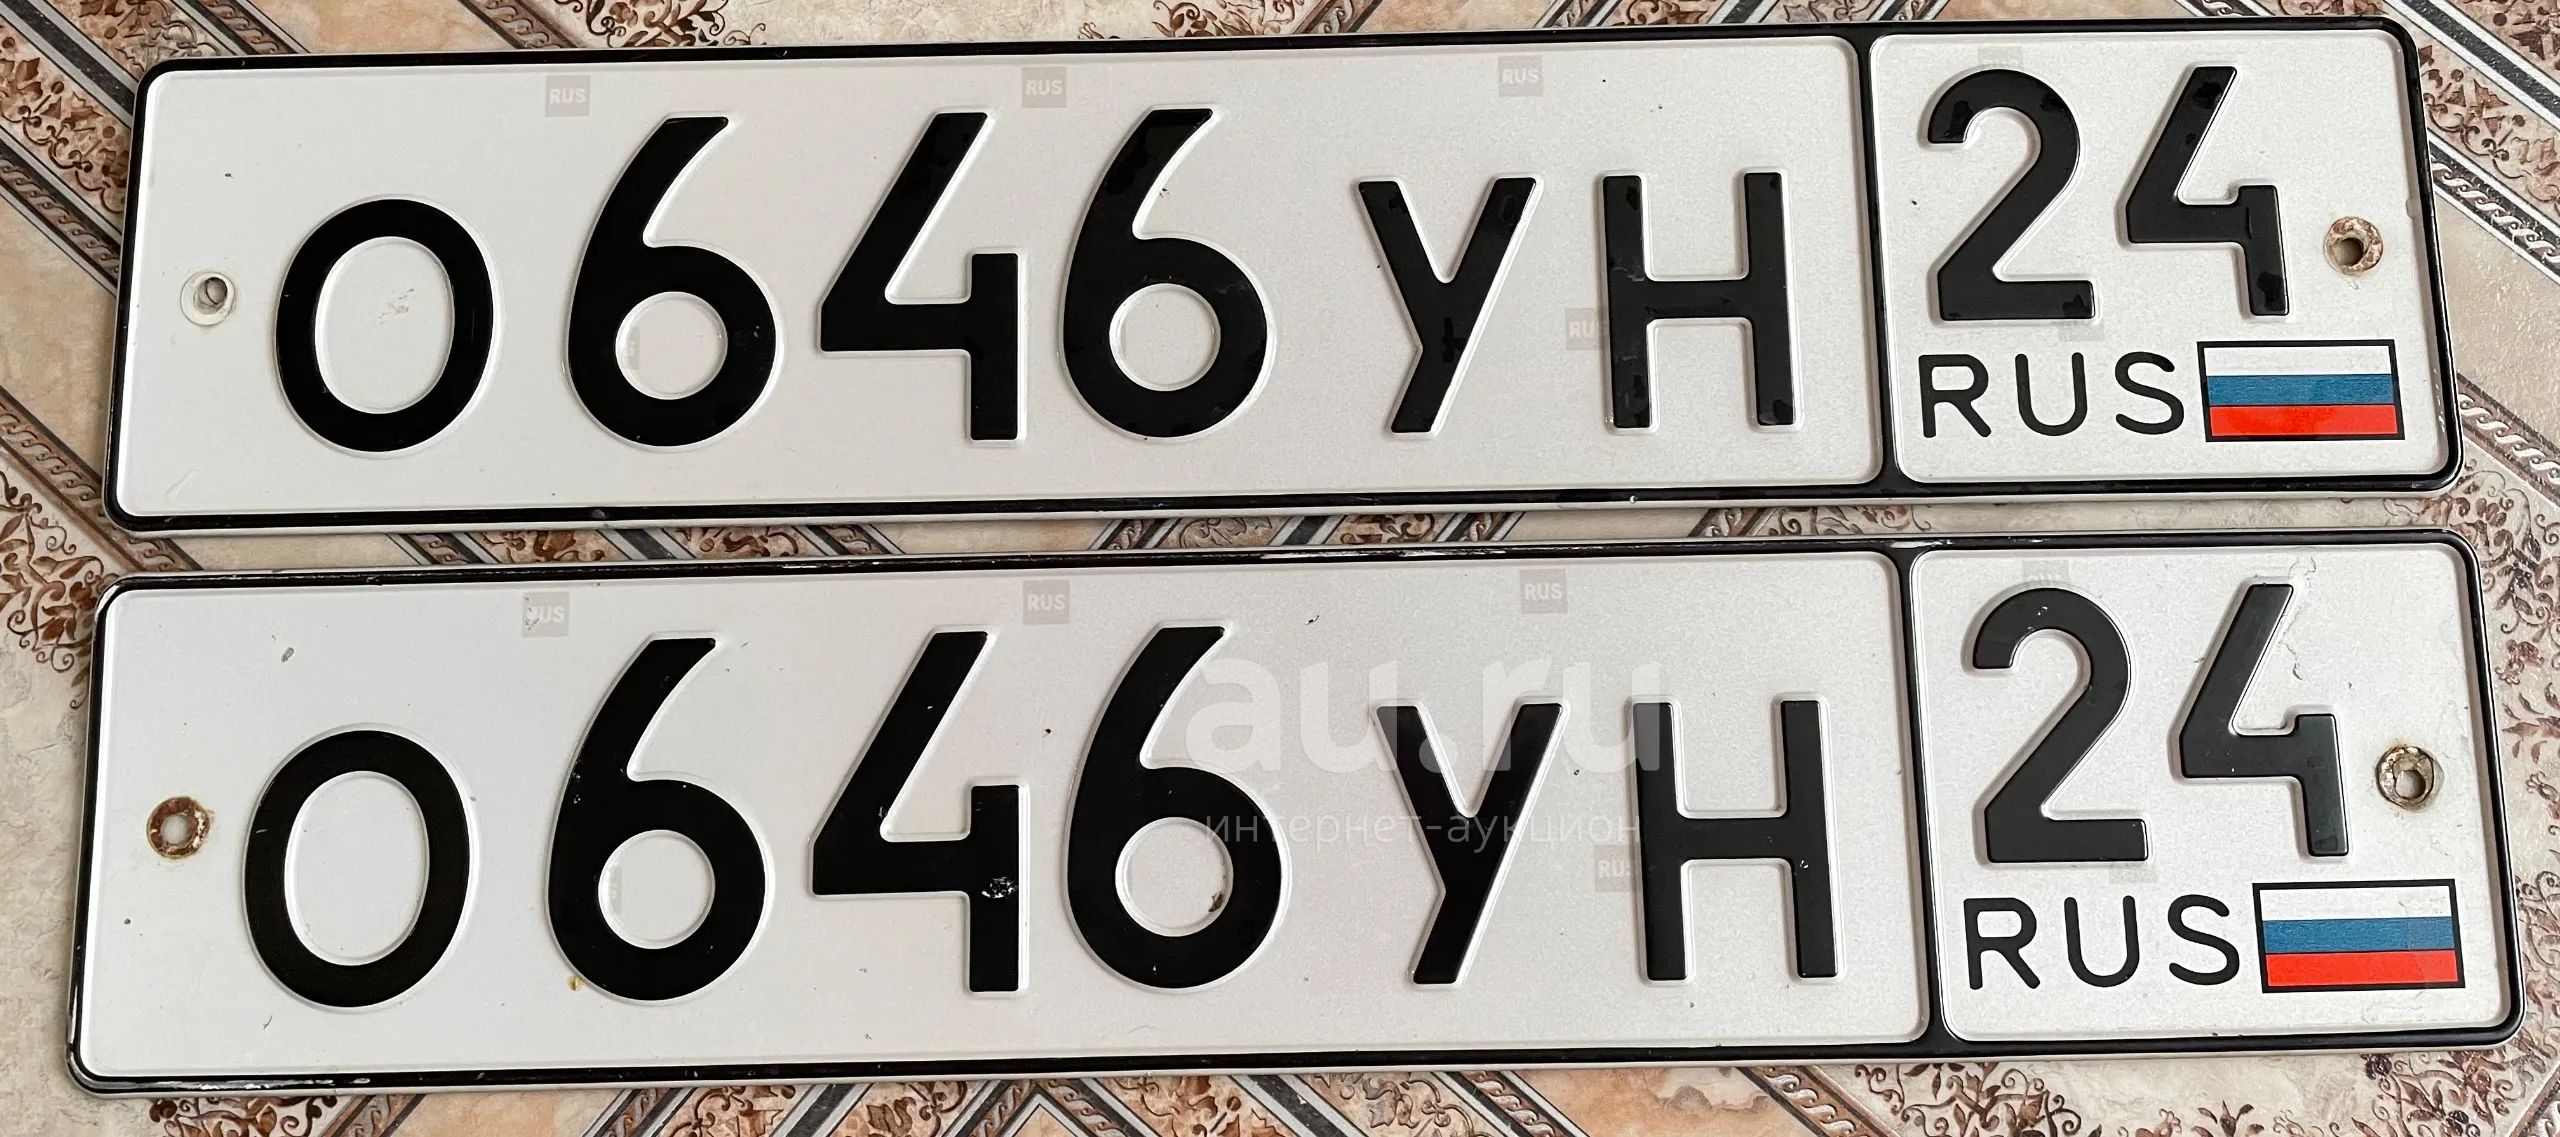 О646УН 24
RUS
О646УН 24
RUS
au.ru
интернет-аукцион